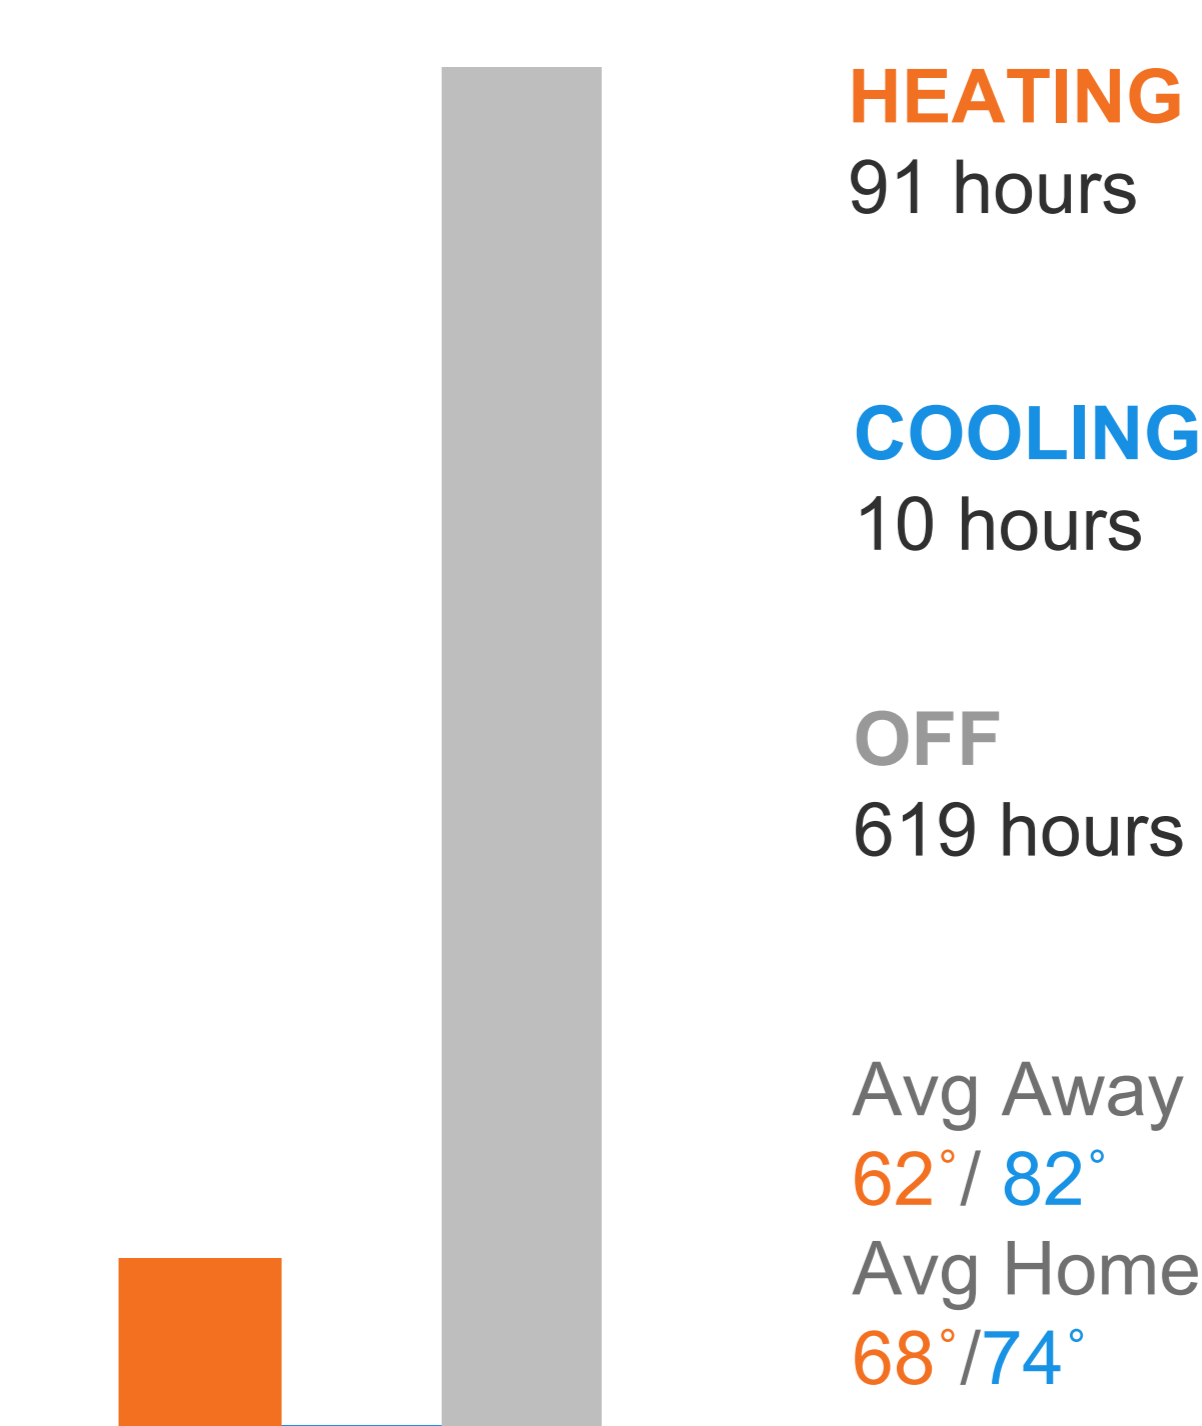 HEATING
91 hours
COOLING
10 hours
OFF
619 hours
Avg Away
62°/ 82°
Avg Home
68°/74°